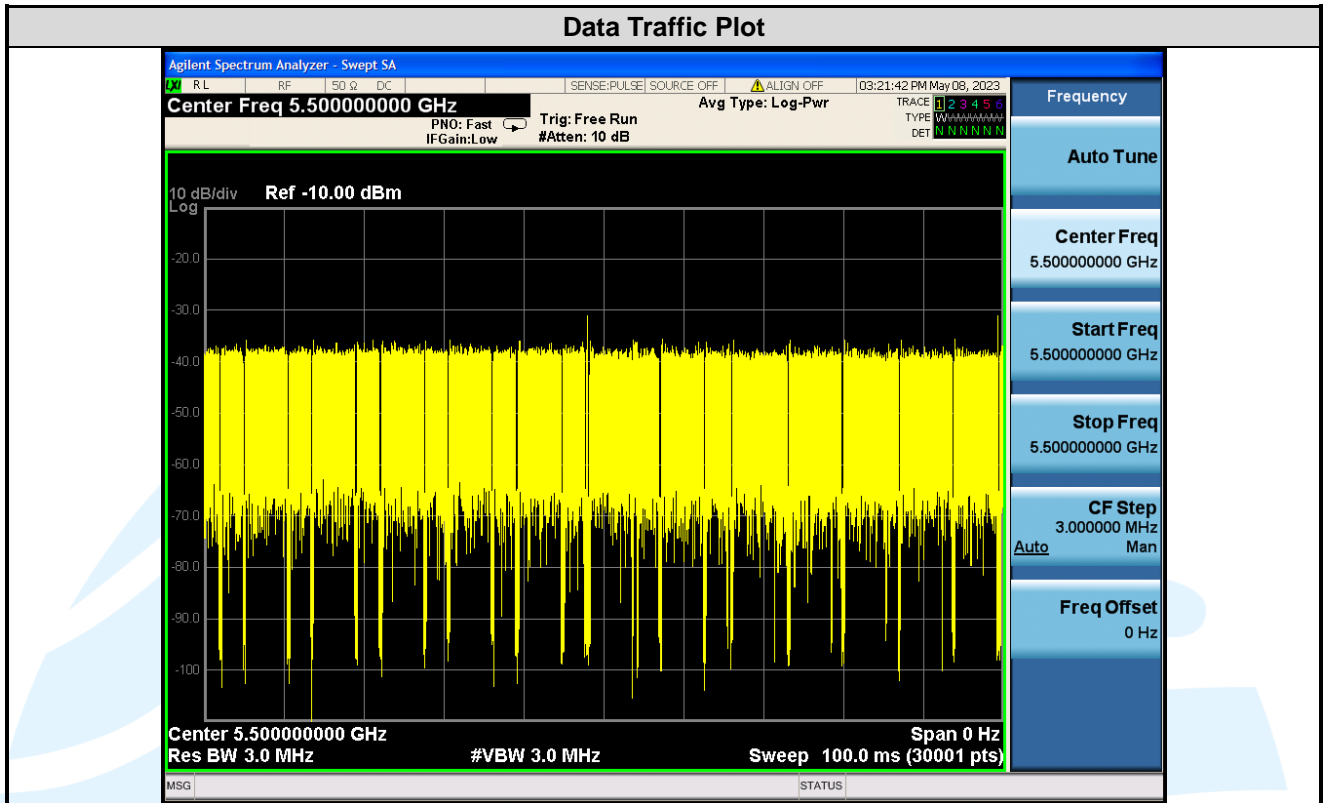 Data Traffic Plot
Agilent Spectrum Analyzer - Swept SA
LXI RL RF 50 Ω DC SENSE:PULSE SOURCE OFF ALIGN OFF 03:21:42 PM May 08, 2023
Center Freq 5.500000000 GHz
Avg Type: Log-Pwr
TRACE 1 2 3 4 5 6
PNO: Fast
Trig: Free Run
TYPE WWWWWW
IFGain:Low
#Atten: 10 dB
DET N N N N N N
10 dB/div Ref -10.00 dBm
Log
-20.0
-30.0
-40.0
-50.0
-60.0
-70.0
-80.0
-90.0
-100
Center 5.500000000 GHz Span 0 Hz
Res BW 3.0 MHz #VBW 3.0 MHz Sweep 100.0 ms (30001 pts)
MSG STATUS
Frequency
Auto Tune
Center Freq
5.500000000 GHz
Start Freq
5.500000000 GHz
Stop Freq
5.500000000 GHz
CF Step
3.000000 MHz
Auto Man
Freq Offset
0 Hz